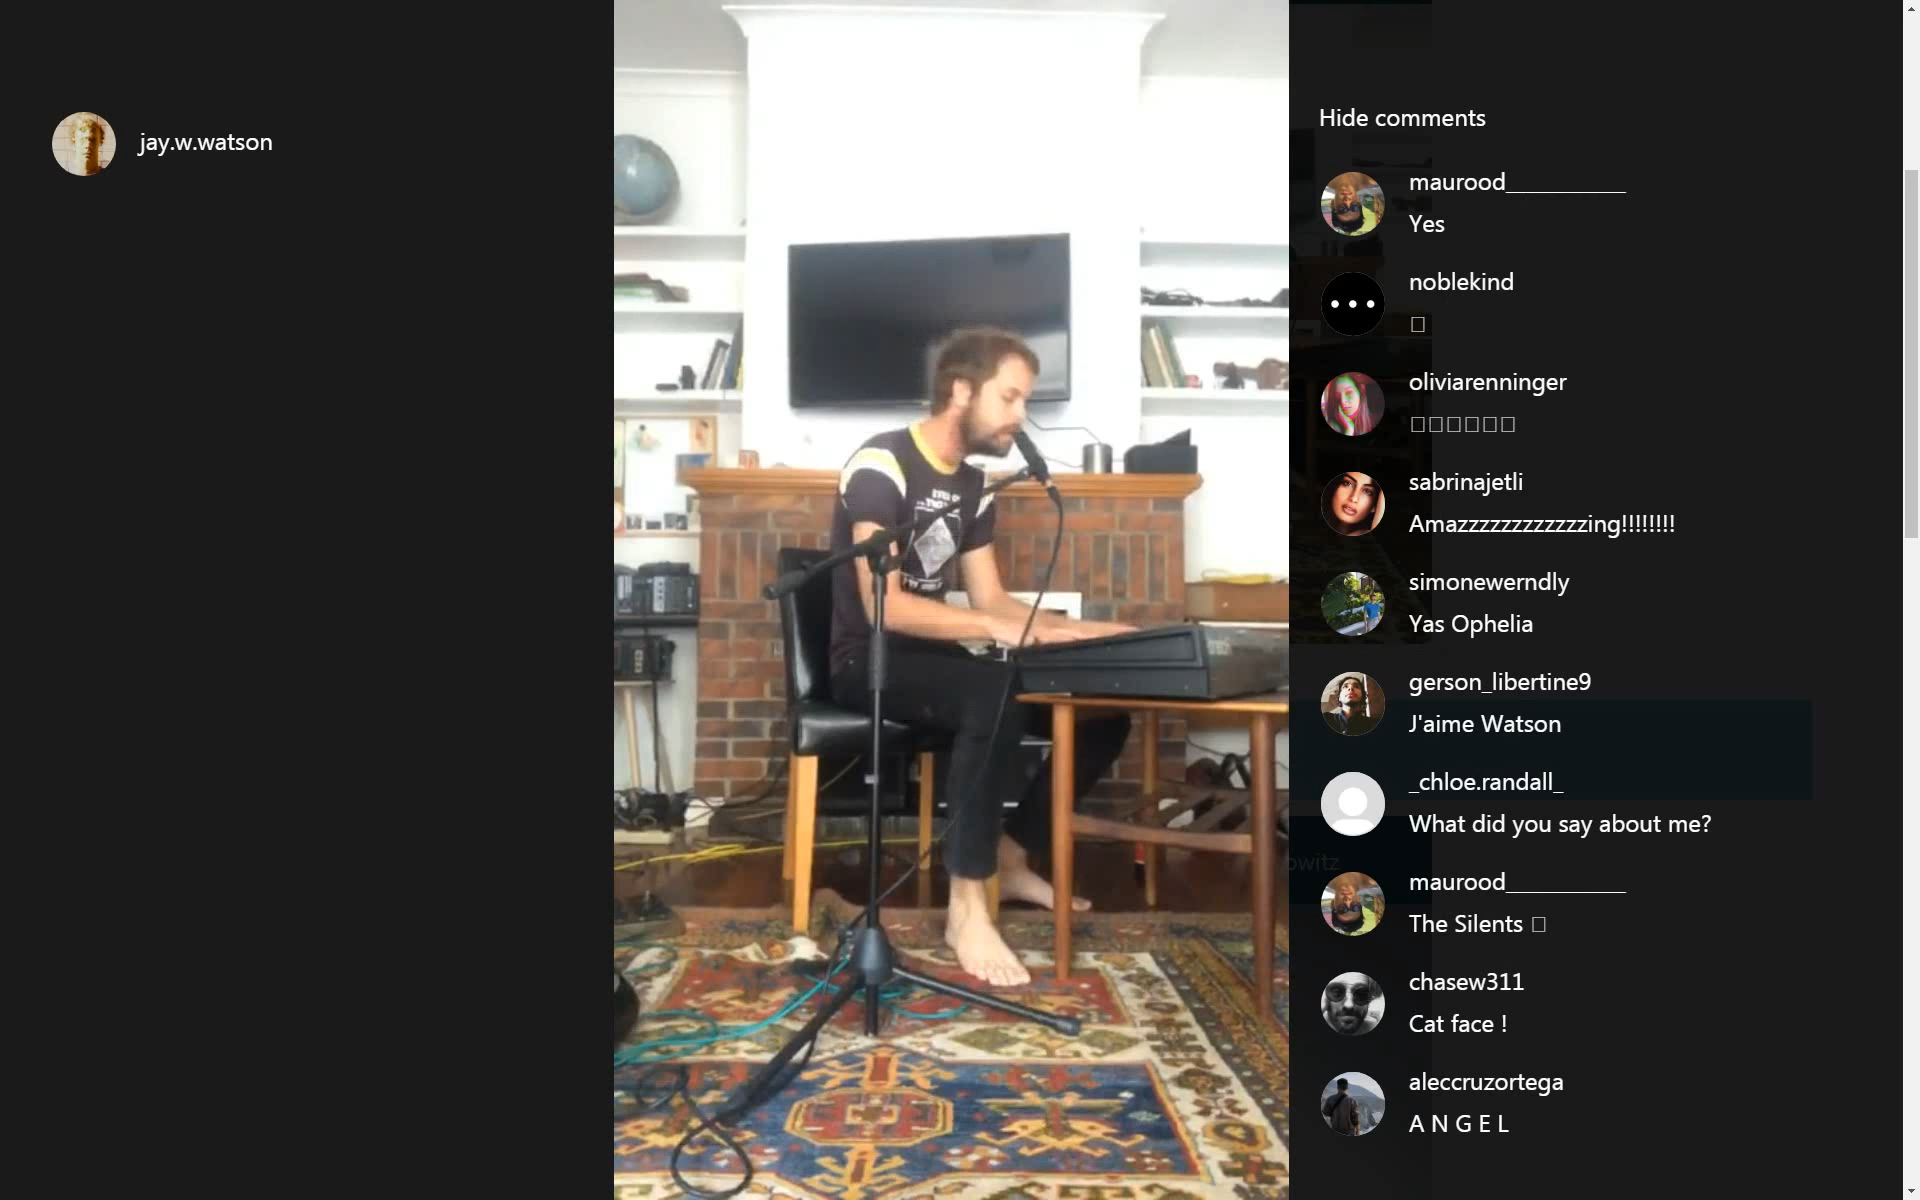 jay.w.watson
Hide comments
maurood__________
Yes
noblekind
oliviarenninger
sabrinajetli
Amazzzzzzzzzzzzing!!!!!!!!
simonewerndly
Yas Ophelia
gerson_libertine9
J'aime Watson
_chloe.randall_
What did you say about me?
owitz
maurood__________
The Silents
chasew311
Cat face !
aleccruzortega
A N G E L